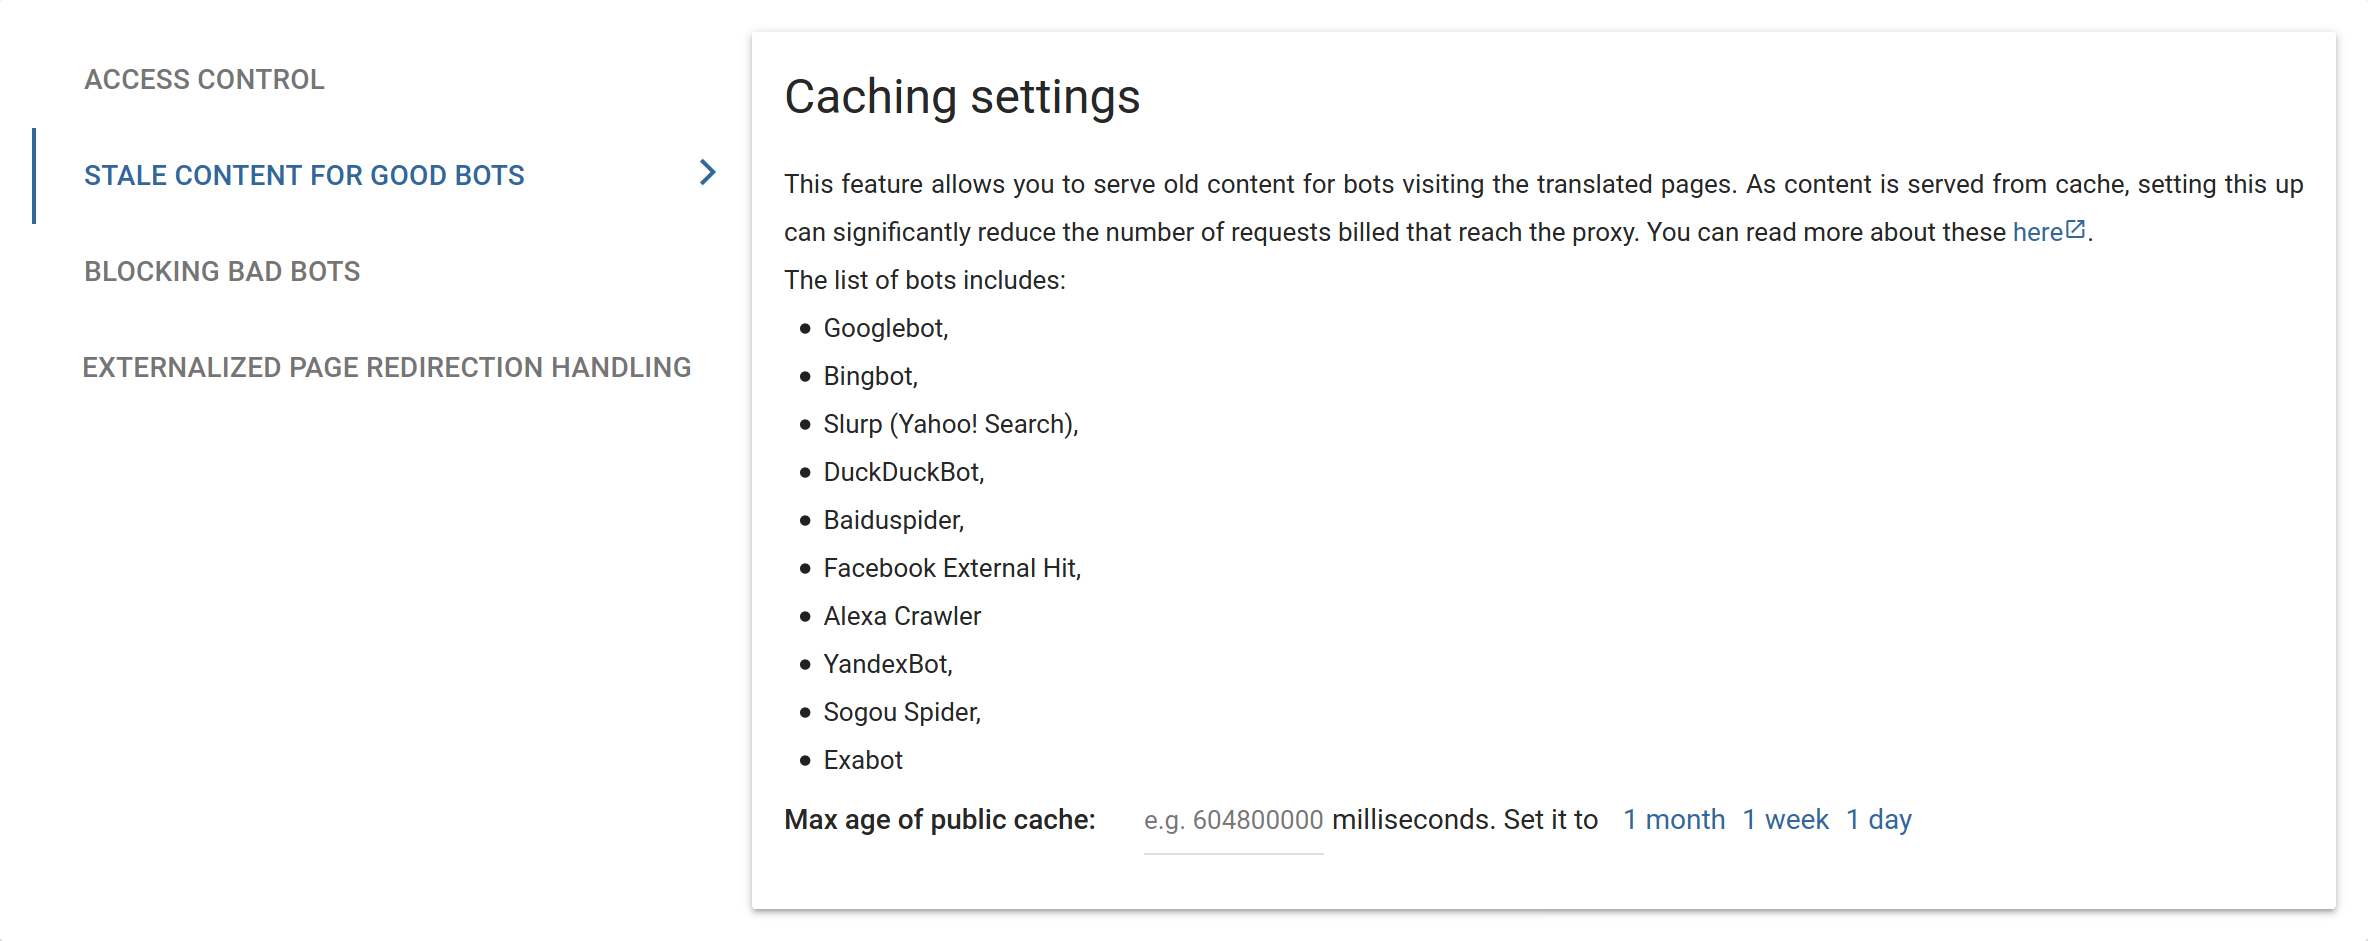 ACCESS CONTROL
STALE CONTENT FOR GOOD BOTS
BLOCKING BAD BOTS
EXTERNALIZED PAGE REDIRECTION HANDLING
Caching settings
This feature allows you to serve old content for bots visiting the translated pages. As content is served from cache, setting this up
can significantly reduce the number of requests billed that reach the proxy. You can read more about these here.
The list of bots includes:
Googlebot,
Bingbot,
Slurp (Yahoo! Search),
DuckDuckBot,
Baiduspider,
Facebook External Hit,
Alexa Crawler
YandexBot,
Sogou Spider,
Exabot
Max age of public cache: e.g. 604800000 milliseconds. Set it to 1 month 1 week 1 day